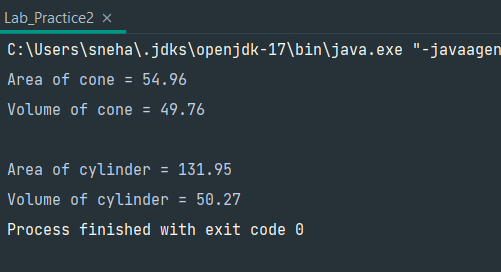 Lab_Practice2 ×
C:\Users\sneha\.jdks\openjdk-17\bin\java.exe "-javaagen
Area of cone = 54.96
Volume of cone = 49.76
Area of cylinder = 131.95
Volume of cylinder = 50.27
Process finished with exit code 0